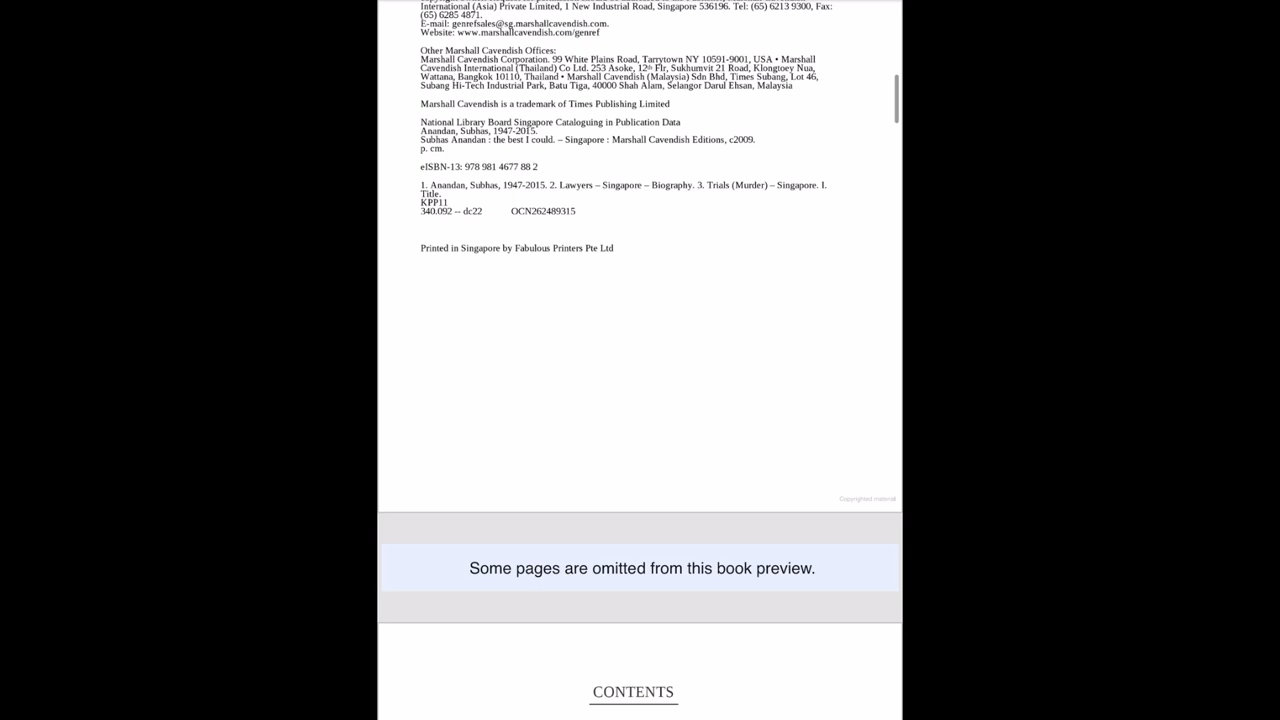 International (Asia) Private Limited, 1 New Industrial Road, Singapore 536196. Tel: (65) 6213 9300, Fax:
(65) 6285 4871.
E-mail: genrefsales@sg.marshallcavendish.com.
Website: www.marshallcavendish.com/genref
Other Marshall Cavendish Offices:
Marshall Cavendish Corporation. 99 White Plains Road, Tarrytown NY 10591-9001, USA • Marshall
Cavendish International (Thailand) Co Ltd. 253 Asoke, 12th Flr, Sukhumvit 21 Road, Klongtoey Nua,
Wattana, Bangkok 10110, Thailand • Marshall Cavendish (Malaysia) Sdn Bhd, Times Subang, Lot 46,
Subang Hi-Tech Industrial Park, Batu Tiga, 40000 Shah Alam, Selangor Darul Ehsan, Malaysia
Marshall Cavendish is a trademark of Times Publishing Limited
National Library Board Singapore Cataloguing in Publication Data
Anandan, Subhas, 1947-2015.
Subhas Anandan : the best I could. – Singapore : Marshall Cavendish Editions, c2009.
p. cm.
eISBN-13: 978 981 4677 88 2
1. Anandan, Subhas, 1947-2015. 2. Lawyers – Singapore – Biography. 3. Trials (Murder) – Singapore. I.
Title.
KPP11
340.092 -- dc22 OCN262489315
Printed in Singapore by Fabulous Printers Pte Ltd
Copyrighted material
Some pages are omitted from this book preview.
CONTENTS